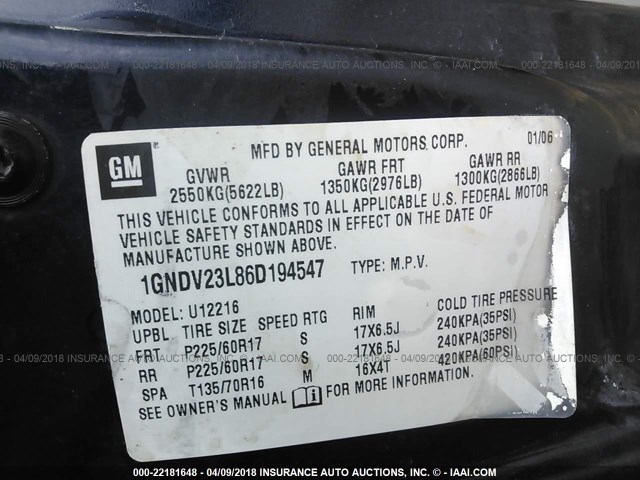 000-22181648 - 04/09/2018 INSURANCE AUTO AUCTIONS, INC. - © IAAI.COM
MFD BY GENERAL MOTORS CORP. 01/06
GM
GVWR GAWR FRT GAWR RR
2550KG(5622LB) 1350KG(2976LB) 1300KG(2866LB)
THIS VEHICLE CONFORMS TO ALL APPLICABLE U.S. FEDERAL MOTOR
VEHICLE SAFETY STANDARDS IN EFFECT ON THE DATE OF
MANUFACTURE SHOWN ABOVE.
1GNDV23L86D194547 TYPE: M.P.V.
MODEL: U12216
UPBL TIRE SIZE SPEED RTG RIM COLD TIRE PRESSURE
FRT P225/60R17 S 17X6.5J 240KPA(35PSI)
RR P225/60R17 S 17X6.5J 240KPA(35PSI)
SPA T135/70R16 M 16X4T 420KPA(60PSI)
SEE OWNER'S MANUAL FOR MORE INFORMATION.
000-22181648 - 04/09/2018 INSURANCE AUTO AUCTIONS, INC. - © IAAI.COM